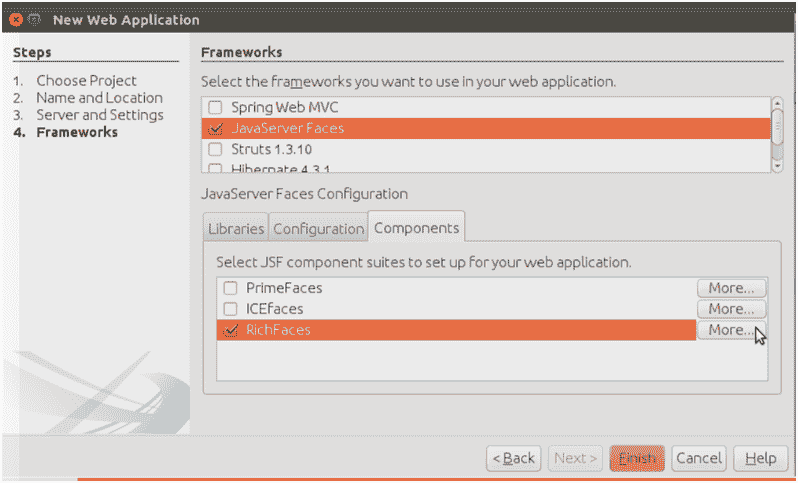 New Web Application
Steps
1. Choose Project
2. Name and Location
3. Server and Settings
4. Frameworks
Frameworks
Select the frameworks you want to use in your web application.
Spring Web MVC
JavaServer Faces
Struts 1.3.10
Hibernate 4.3.1
JavaServer Faces Configuration
Libraries Configuration Components
Select JSF component suites to set up for your web application.
PrimeFaces More...
ICEfaces More...
RichFaces More...
< Back Next > Finish Cancel Help